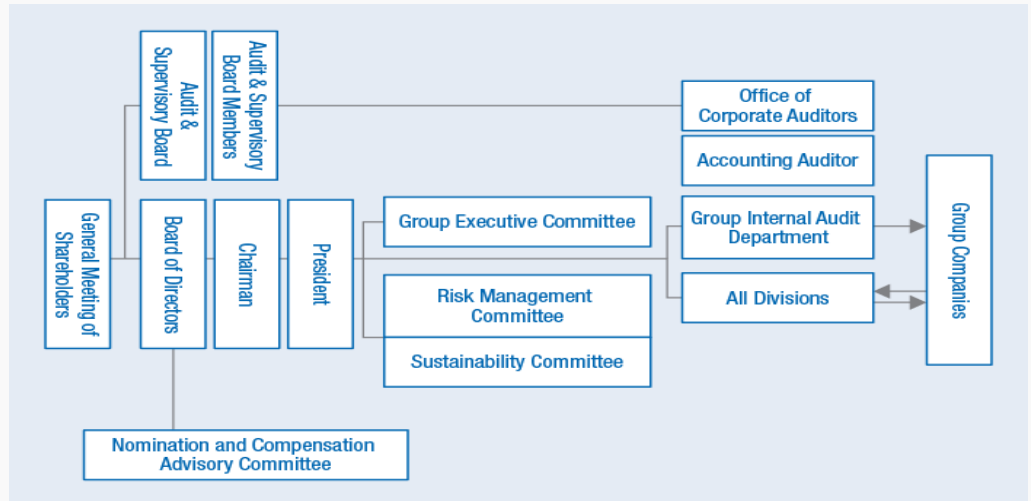 Audit &
Supervisory Board
Audit & Supervisory
Board Members
Office of
Corporate Auditors
Accounting Auditor
General Meeting of
Shareholders
Board of Directors
Chairman
President
Group Executive Committee
Risk Management
Committee
Sustainability Committee
Group Internal Audit
Department
All Divisions
Group Companies
Nomination and Compensation
Advisory Committee